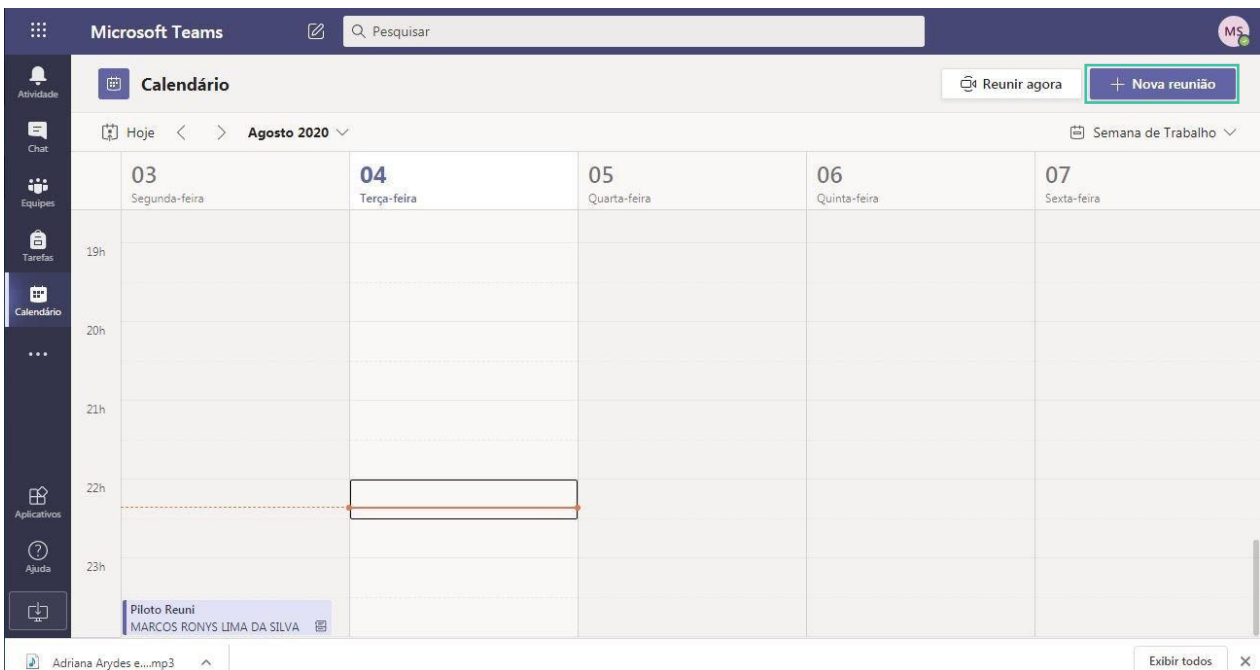 Microsoft Teams
Pesquisar
MS
Atividade
Calendário
Reunir agora
+ Nova reunião
Chat
Hoje
Agosto 2020
Semana de Trabalho
Equipes
03
Segunda-feira
04
Terça-feira
05
Quarta-feira
06
Quinta-feira
07
Sexta-feira
Tarefas
19h
Calendário
20h
21h
22h
Aplicativos
Ajuda
23h
Piloto Reuni
MARCOS RONYS LIMA DA SILVA
Adriana Arydes e....mp3
Exibir todos